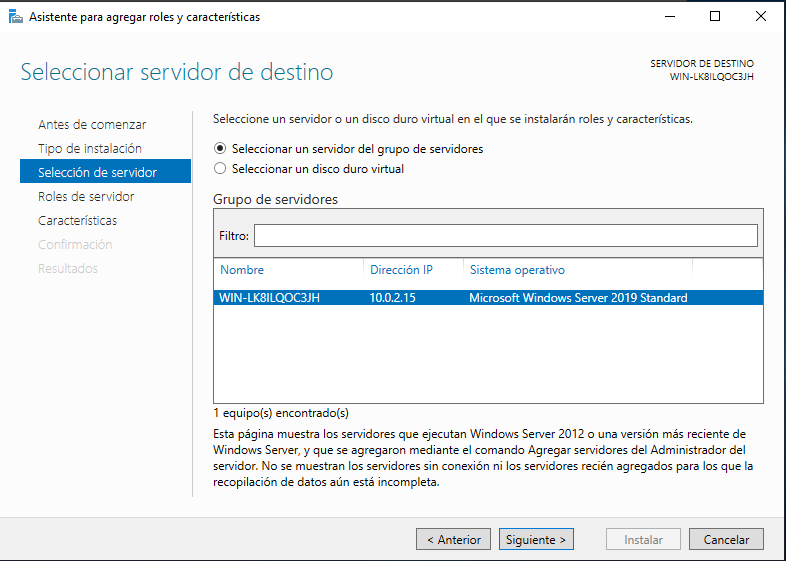 Asistente para agregar roles y características
Seleccionar servidor de destino
SERVIDOR DE DESTINO
WIN-LK8ILQOC3JH
Antes de comenzar
Tipo de instalación
Selección de servidor
Roles de servidor
Características
Confirmación
Resultados
Seleccione un servidor o un disco duro virtual en el que se instalarán roles y características.
Seleccionar un servidor del grupo de servidores
Seleccionar un disco duro virtual
Grupo de servidores
Filtro:
Nombre Dirección IP Sistema operativo
WIN-LK8ILQOC3JH 10.0.2.15 Microsoft Windows Server 2019 Standard
1 equipo(s) encontrado(s)
Esta página muestra los servidores que ejecutan Windows Server 2012 o una versión más reciente de
Windows Server, y que se agregaron mediante el comando Agregar servidores del Administrador del
servidor. No se muestran los servidores sin conexión ni los servidores recién agregados para los que la
recopilación de datos aún está incompleta.
< Anterior Siguiente > Instalar Cancelar